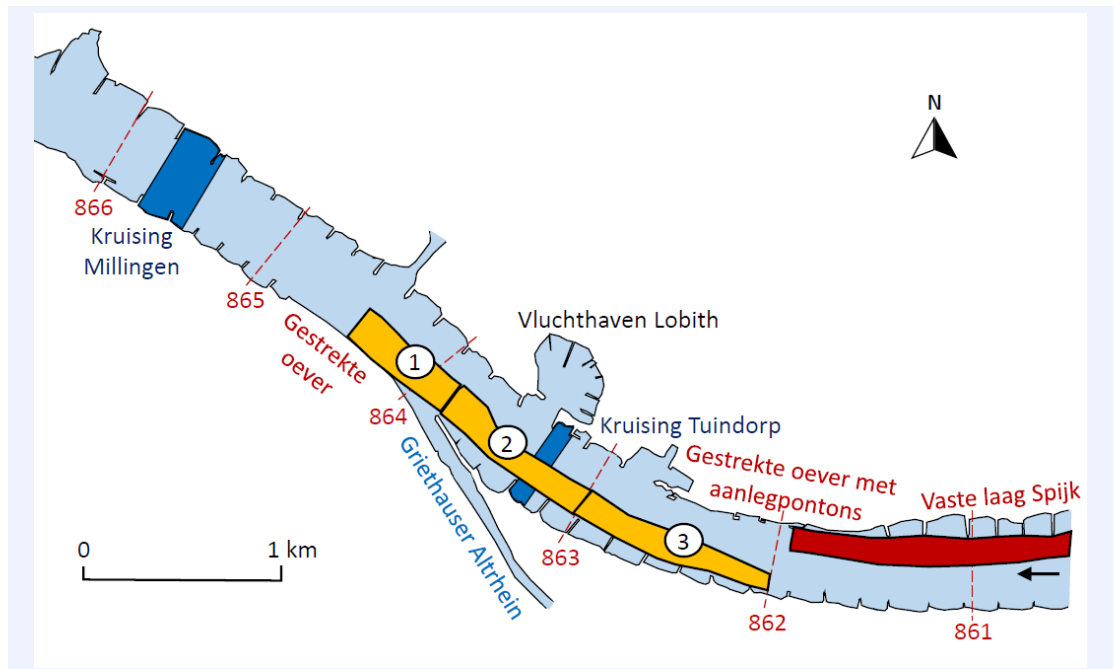 N
866
Kruising
Millingen
865
Gestrekte
oever
Vluchthaven Lobith
1
864
Griethauser Altrhein
2
Kruising Tuindorp
Gestrekte oever met
aanlegpontons
Vaste laag Spijk
863
3
862
861
0
1 km